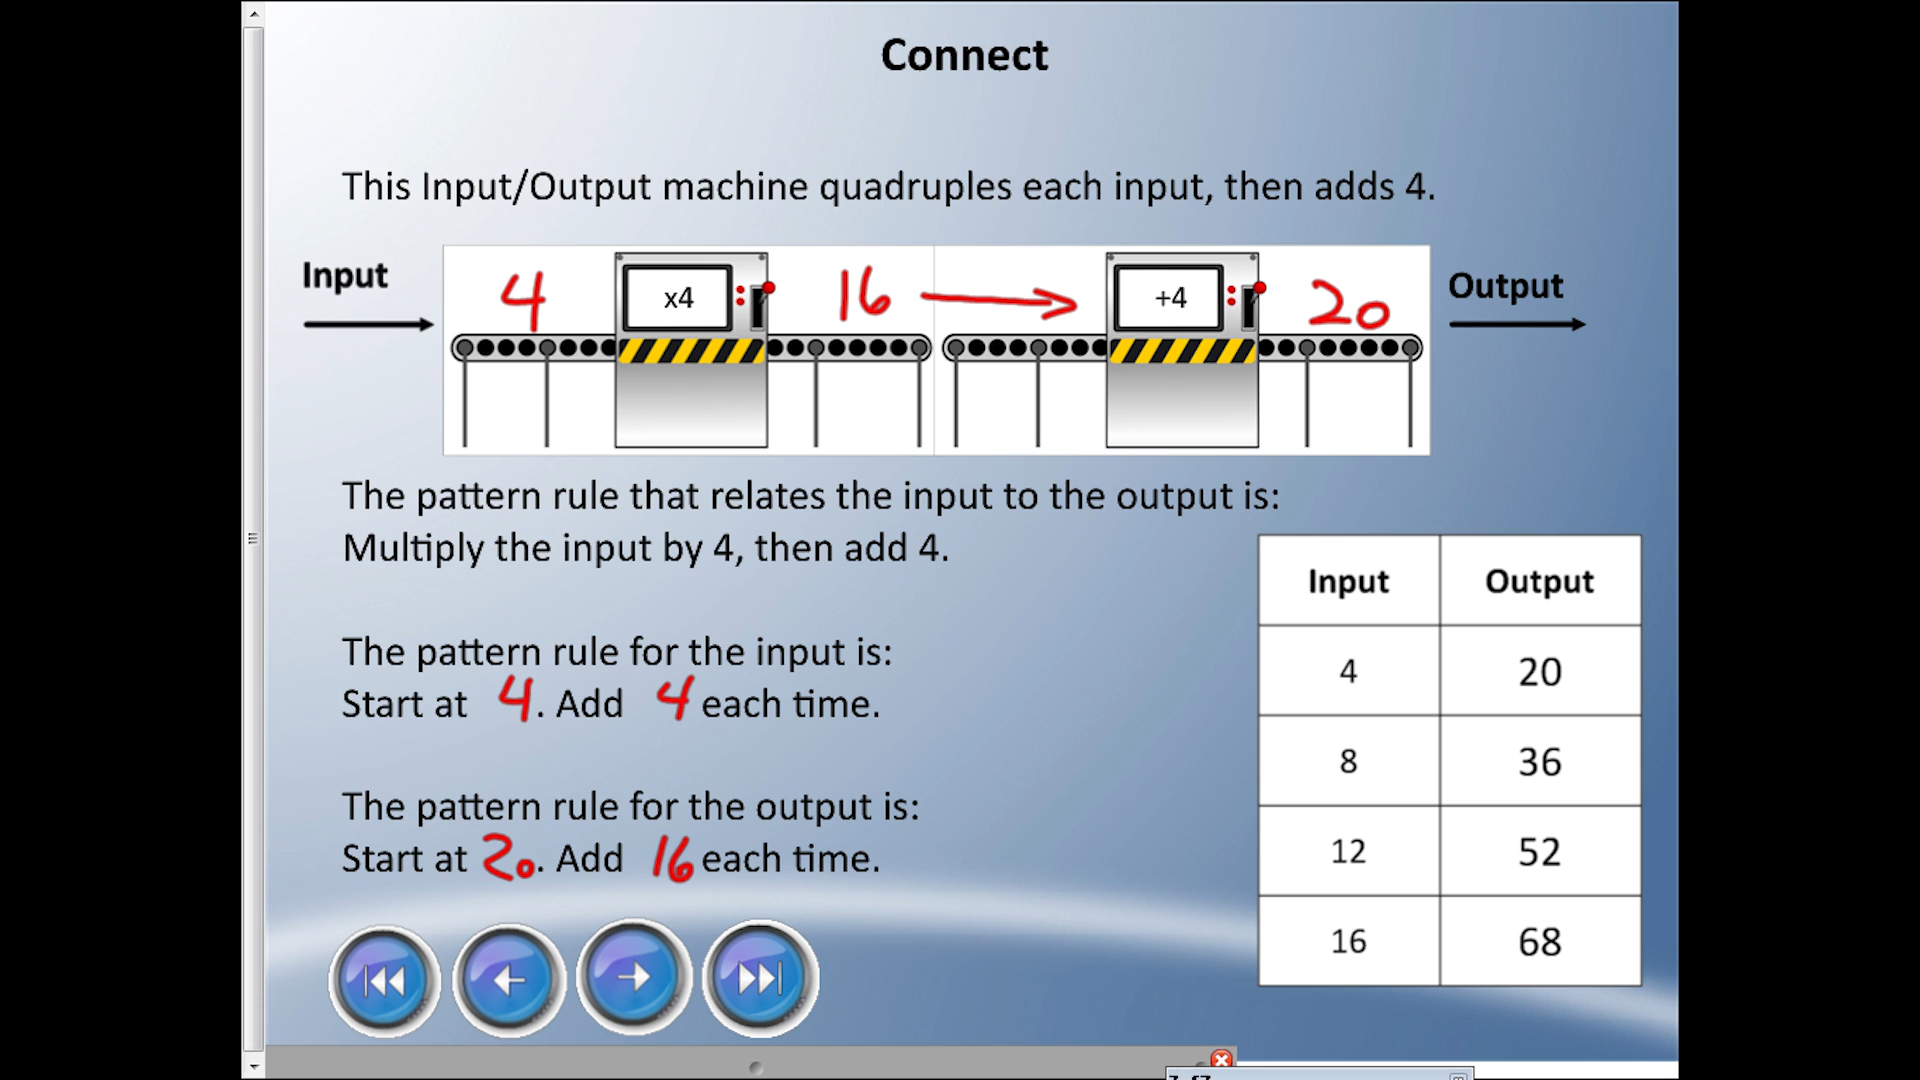 Connect
This Input/Output machine quadruples each input, then adds 4.
Input 4 x4 16 +4 20 Output
The pattern rule that relates the input to the output is:
Multiply the input by 4, then add 4.
The pattern rule for the input is:
Start at 4. Add 4 each time.
The pattern rule for the output is:
Start at 20. Add 16 each time.
Input Output
4 20
8 36
12 52
16 68